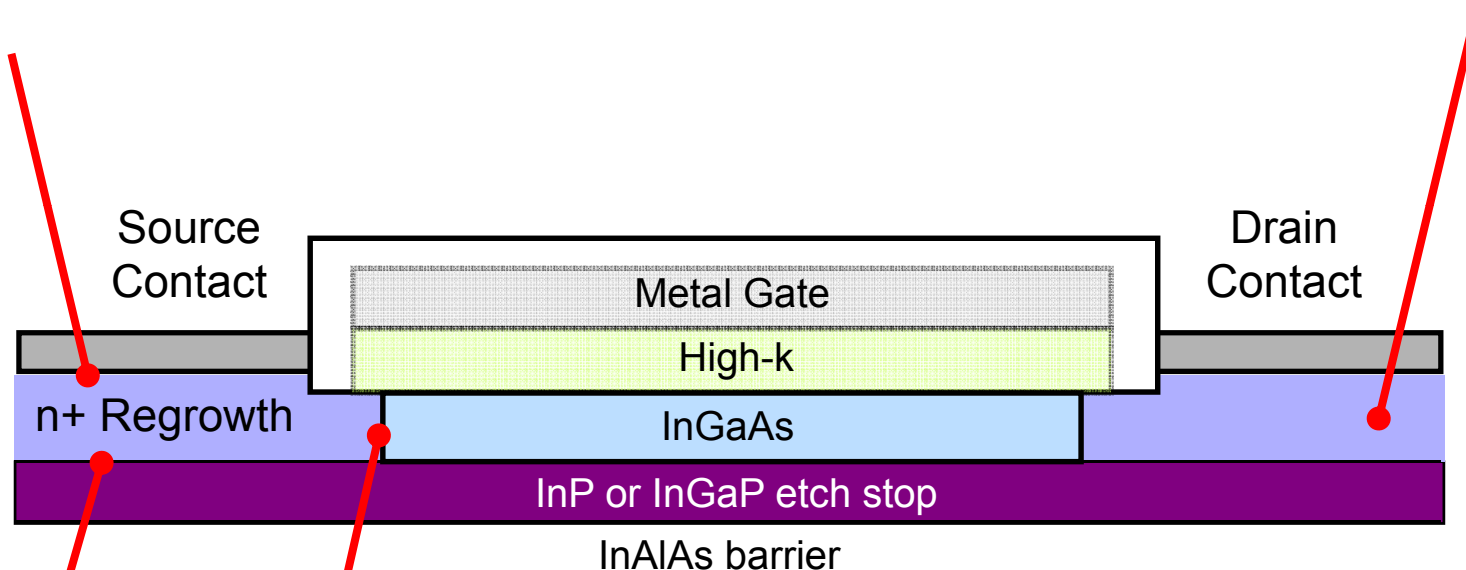 Source
Contact
Drain
Contact
Metal Gate
High-k
n+ Regrowth
InGaAs
InP or InGaP etch stop
InAlAs barrier